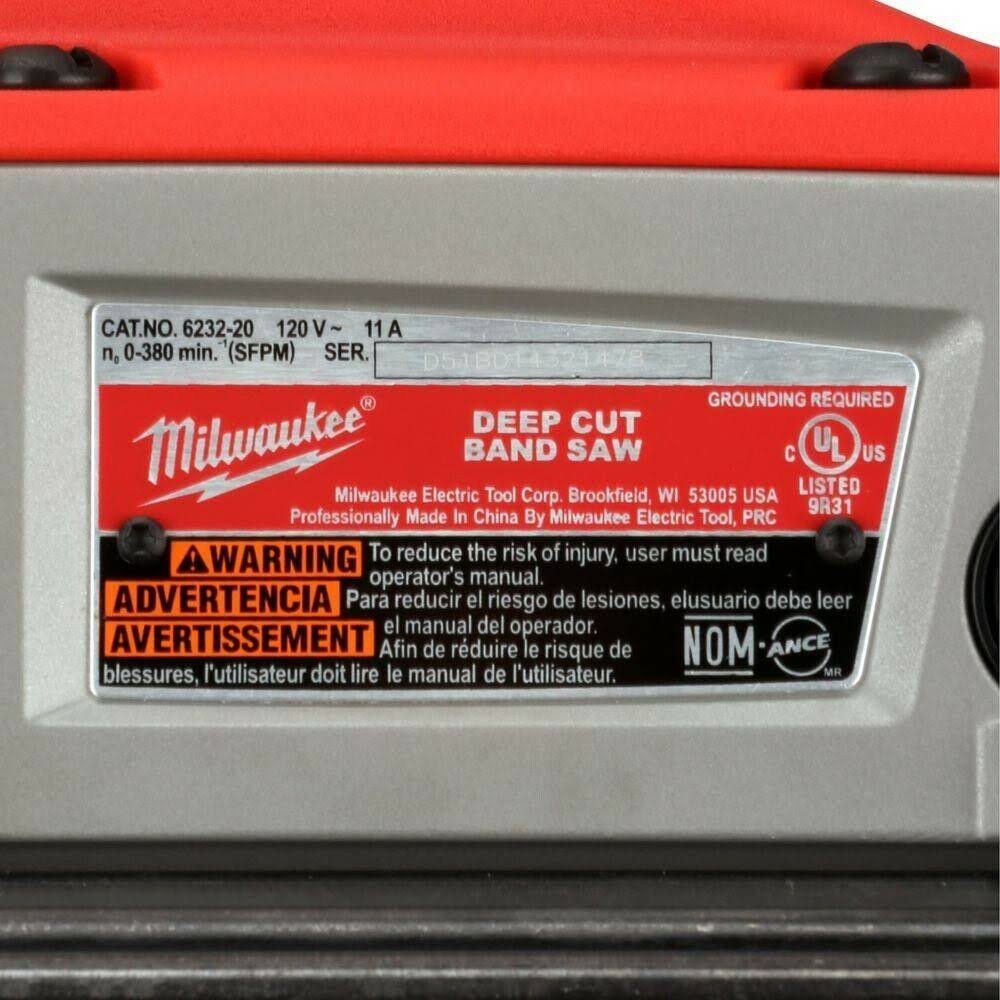 CAT.NO. 6232-20 120 V ~ 11 A
n₀ 0-380 min.⁻¹ (SFPM) SER. D51BD14321478
Milwaukee®
DEEP CUT
BAND SAW
GROUNDING REQUIRED
C UL US
LISTED
9R31
Milwaukee Electric Tool Corp. Brookfield, WI 53005 USA
Professionally Made In China By Milwaukee Electric Tool, PRC
WARNING To reduce the risk of injury, user must read
operator's manual.
ADVERTENCIA Para reducir el riesgo de lesiones, elusuario debe leer
el manual del operador.
AVERTISSEMENT Afin de réduire le risque de
blessures, l'utilisateur doit lire le manual de l'utilisateur.
NOM-ANCE
MR